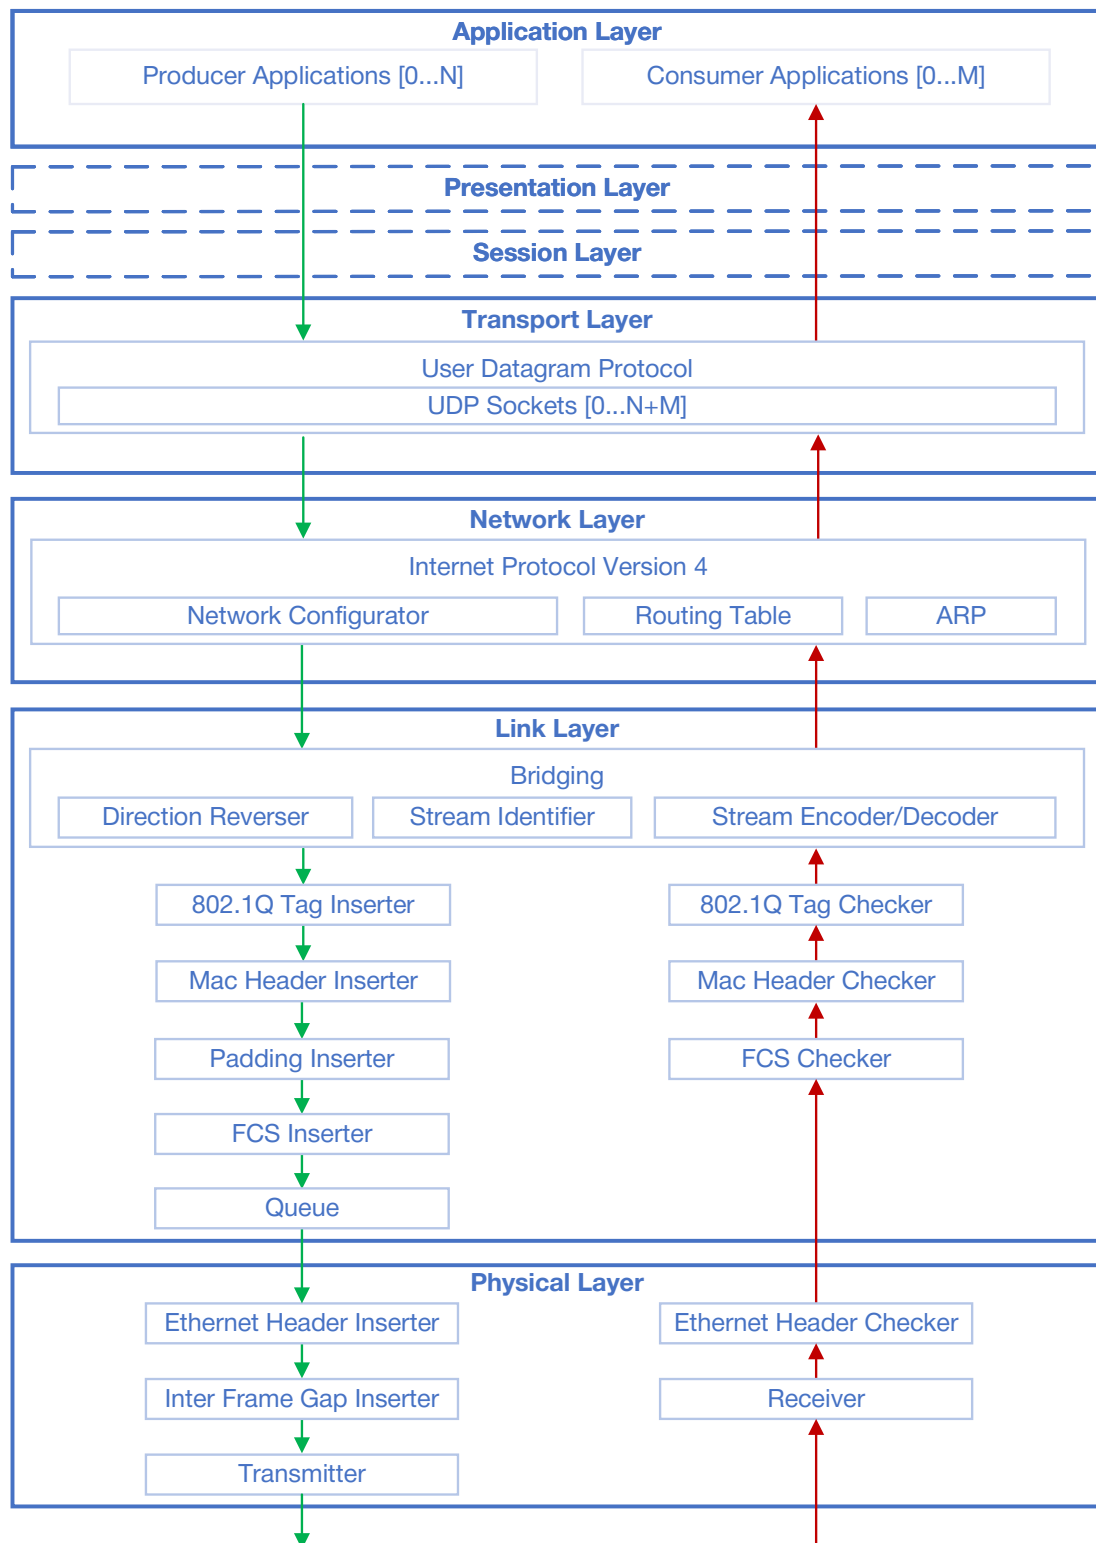 Application Layer
Producer Applications [0...N]
Consumer Applications [0...M]
Presentation Layer
Session Layer
Transport Layer
User Datagram Protocol
UDP Sockets [0...N+M]
Network Layer
Internet Protocol Version 4
Network Configurator
Routing Table
ARP
Link Layer
Bridging
Direction Reverser
Stream Identifier
Stream Encoder/Decoder
802.1Q Tag Inserter
802.1Q Tag Checker
Mac Header Inserter
Mac Header Checker
Padding Inserter
FCS Checker
FCS Inserter
Queue
Physical Layer
Ethernet Header Inserter
Ethernet Header Checker
Inter Frame Gap Inserter
Receiver
Transmitter